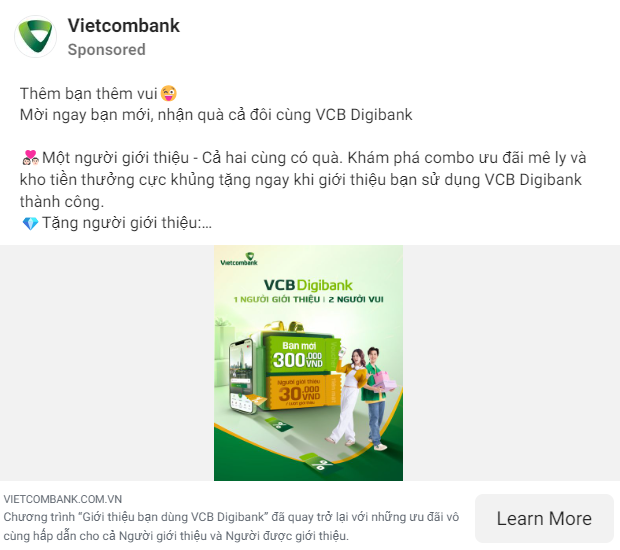 Vietcombank
Sponsored
Thêm bạn thêm vui😜
Mời ngay bạn mới, nhận quà cả đôi cùng VCB Digibank
💏Một người giới thiệu - Cả hai cùng có quà. Khám phá combo ưu đãi mê ly và
kho tiền thưởng cực khủng tặng ngay khi giới thiệu bạn sử dụng VCB Digibank
thành công.
💎Tặng người giới thiệu:...
Vietcombank
VCBDigibank
1 NGƯỜI GIỚI THIỆU | 2 NGƯỜI VUI
Bạn mới
300.000
VND
Người giới thiệu
30.000
VND
VIETCOMBANK.COM.VN
Chương trình “Giới thiệu bạn dùng VCB Digibank” đã quay trở lại với những ưu đãi vô
cùng hấp dẫn cho cả Người giới thiệu và Người được giới thiệu.
Learn More